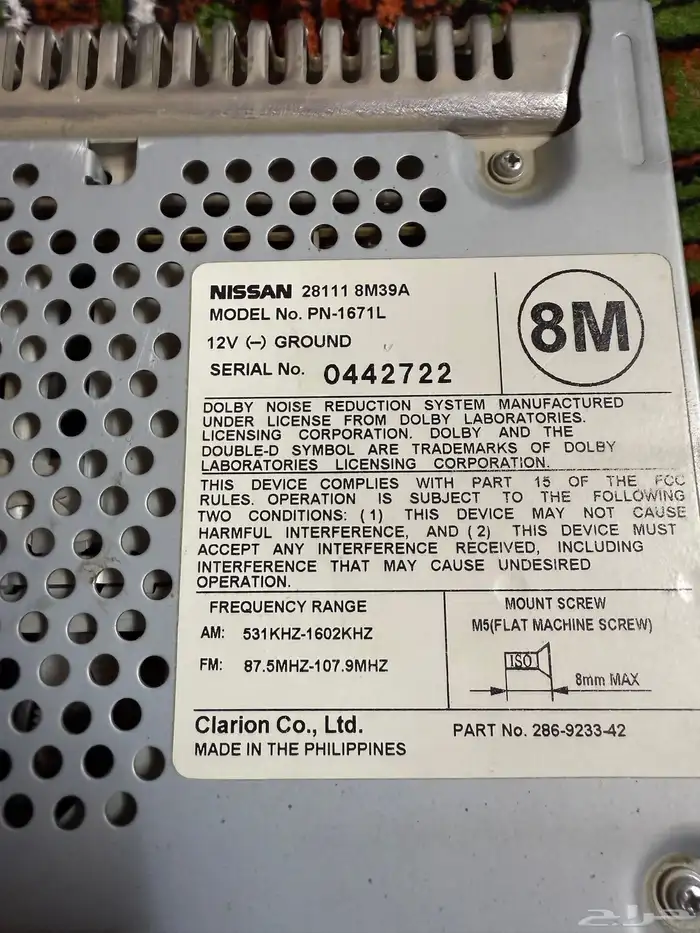 NISSAN 28111 8M39A
MODEL No. PN-1671L
12V (–) GROUND
SERIAL No. 0442722
8M
DOLBY NOISE REDUCTION SYSTEM MANUFACTURED
UNDER LICENSE FROM DOLBY LABORATORIES.
LICENSING CORPORATION. DOLBY AND THE
DOUBLE-D SYMBOL ARE TRADEMARKS OF DOLBY
LABORATORIES LICENSING CORPORATION.
THIS DEVICE COMPLIES WITH PART 15 OF THE FCC
RULES. OPERATION IS SUBJECT TO THE FOLLOWING
TWO CONDITIONS: (1) THIS DEVICE MAY NOT CAUSE
HARMFUL INTERFERENCE, AND (2) THIS DEVICE MUST
ACCEPT ANY INTERFERENCE RECEIVED, INCLUDING
INTERFERENCE THAT MAY CAUSE UNDESIRED
OPERATION.
FREQUENCY RANGE
AM: 531KHZ-1602KHZ
FM: 87.5MHZ-107.9MHZ
MOUNT SCREW
M5(FLAT MACHINE SCREW)
ISO
8mm MAX
Clarion Co., Ltd.
MADE IN THE PHILIPPINES
PART No. 286-9233-42
حراج